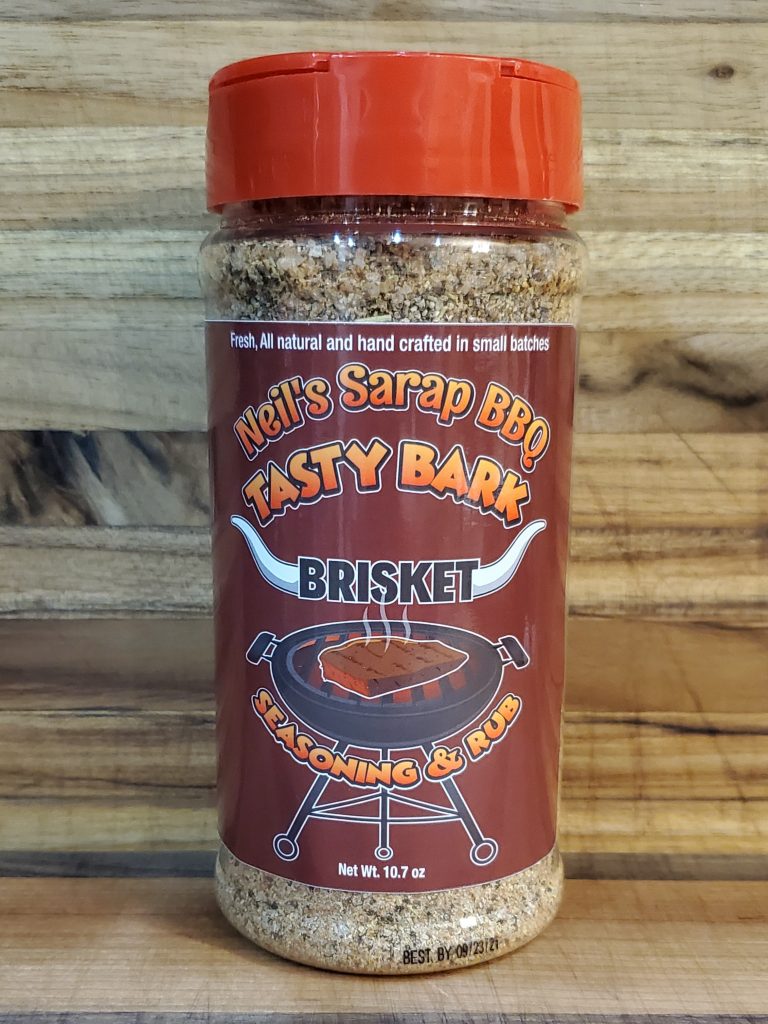 Fresh, All natural and hand crafted in small batches
Neil's Sarap BBQ
TASTY BARK
BRISKET
SEASONING & RUB
Net Wt. 10.7 oz
BEST BY 09/23/21